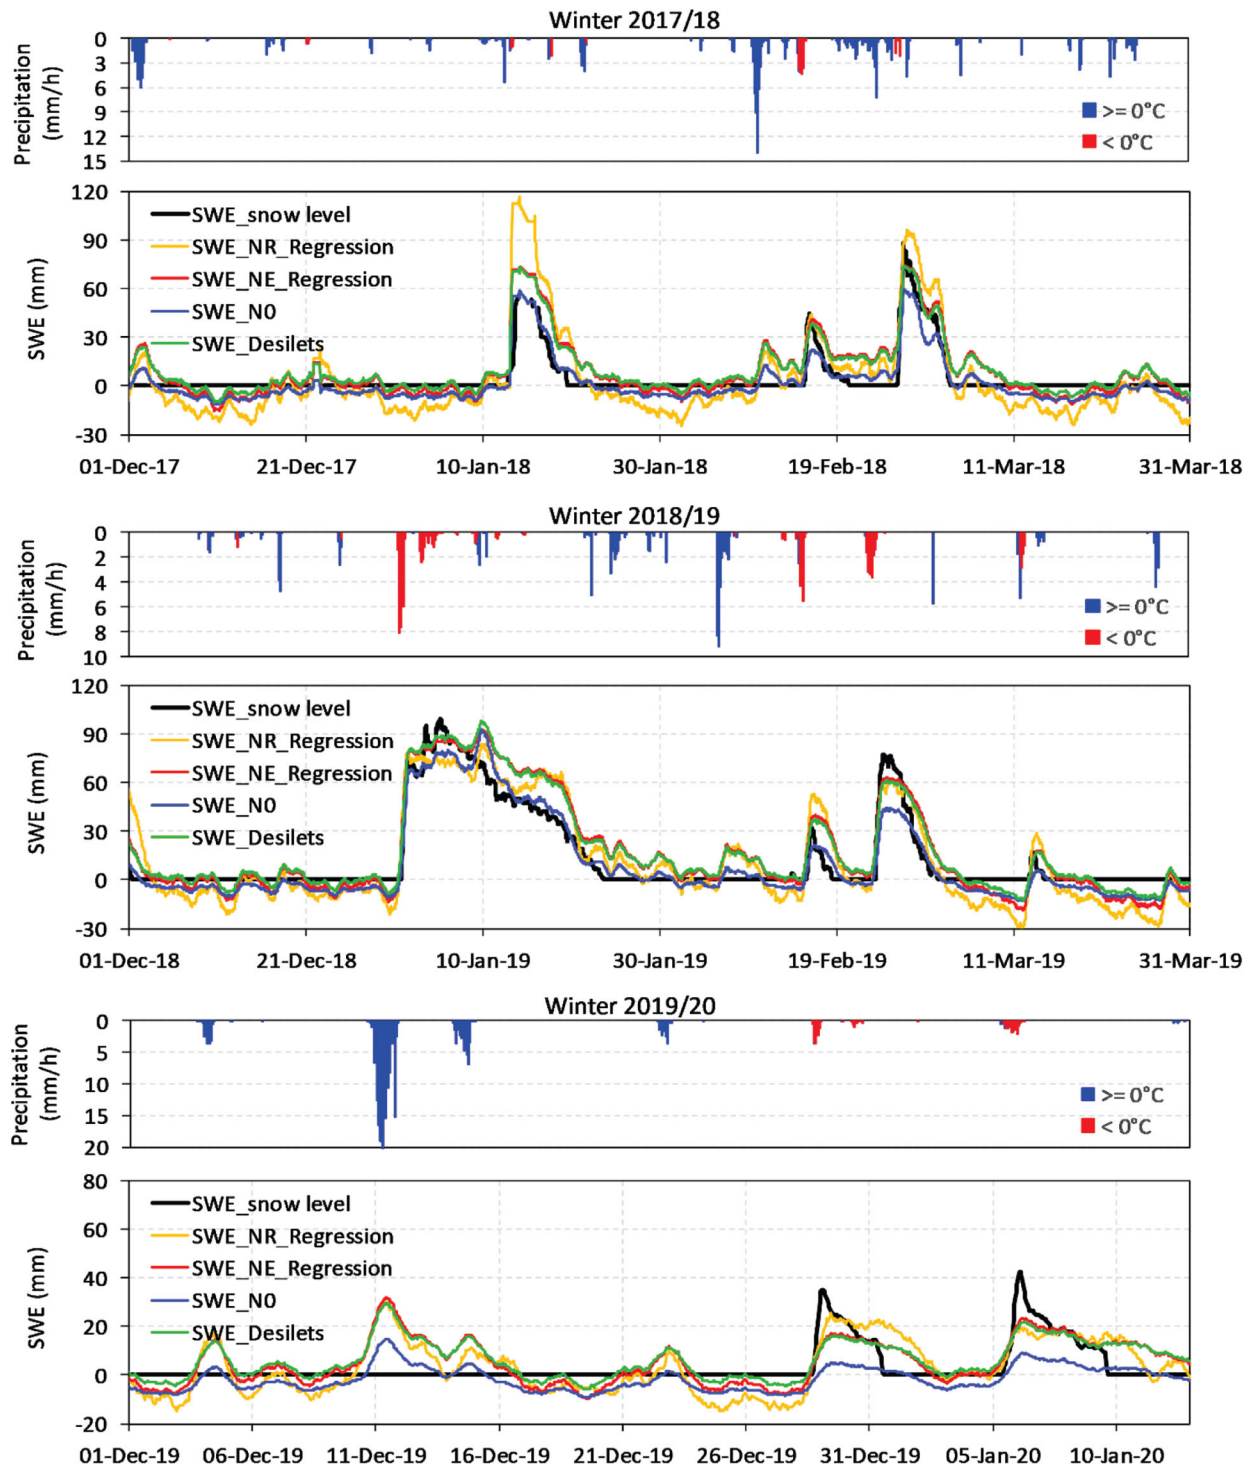 Winter 2017/18
Precipitation
(mm/h)
0
3
6
9
12
15
>= 0°C
< 0°C
SWE (mm)
120
90
60
30
0
-30
SWE_snow level
SWE_NR_Regression
SWE_NE_Regression
SWE_N0
SWE_Desilets
01-Dec-17 21-Dec-17 10-Jan-18 30-Jan-18 19-Feb-18 11-Mar-18 31-Mar-18
Winter 2018/19
Precipitation
(mm/h)
0
2
4
6
8
10
>= 0°C
< 0°C
SWE (mm)
120
90
60
30
0
-30
SWE_snow level
SWE_NR_Regression
SWE_NE_Regression
SWE_N0
SWE_Desilets
01-Dec-18 21-Dec-18 10-Jan-19 30-Jan-19 19-Feb-19 11-Mar-19 31-Mar-19
Winter 2019/20
Precipitation
(mm/h)
0
5
10
15
20
>= 0°C
< 0°C
SWE (mm)
80
60
40
20
0
-20
SWE_snow level
SWE_NR_Regression
SWE_NE_Regression
SWE_N0
SWE_Desilets
01-Dec-19 06-Dec-19 11-Dec-19 16-Dec-19 21-Dec-19 26-Dec-19 31-Dec-19 05-Jan-20 10-Jan-20